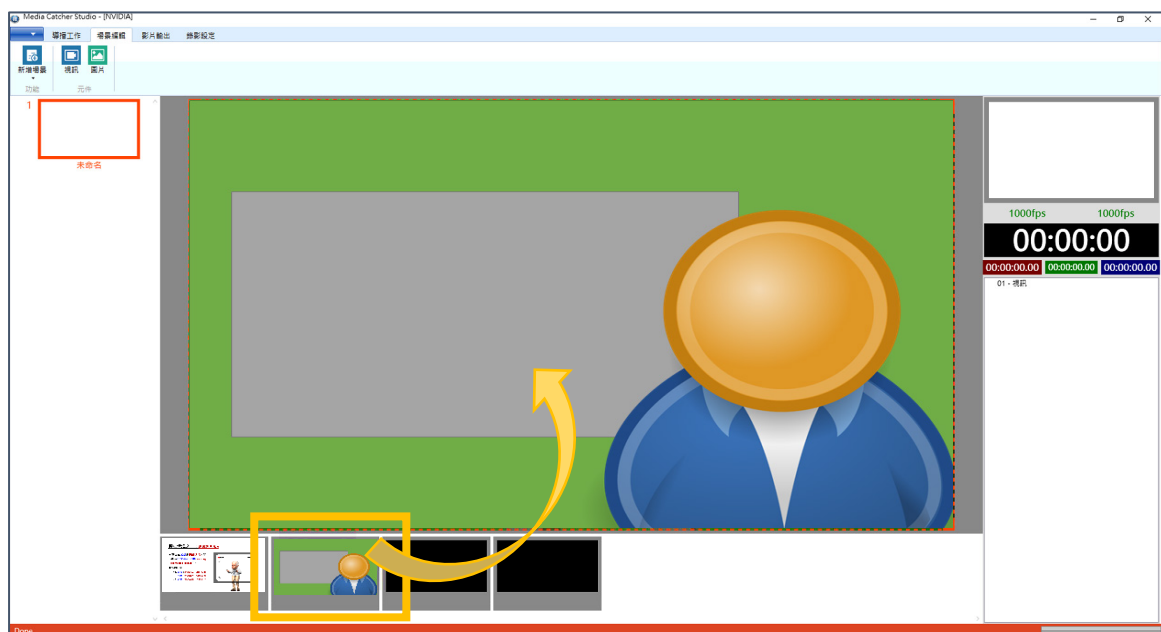 Media Catcher Studio - [NVIDIA]
導播工作 場景編輯 影片輸出 錄影設定
新增場景 視訊 圖片
功能 元件
1
未命名
1000fps 1000fps
00:00:00
00:00:00.00 00:00:00.00 00:00:00.00
01 - 視訊
Done